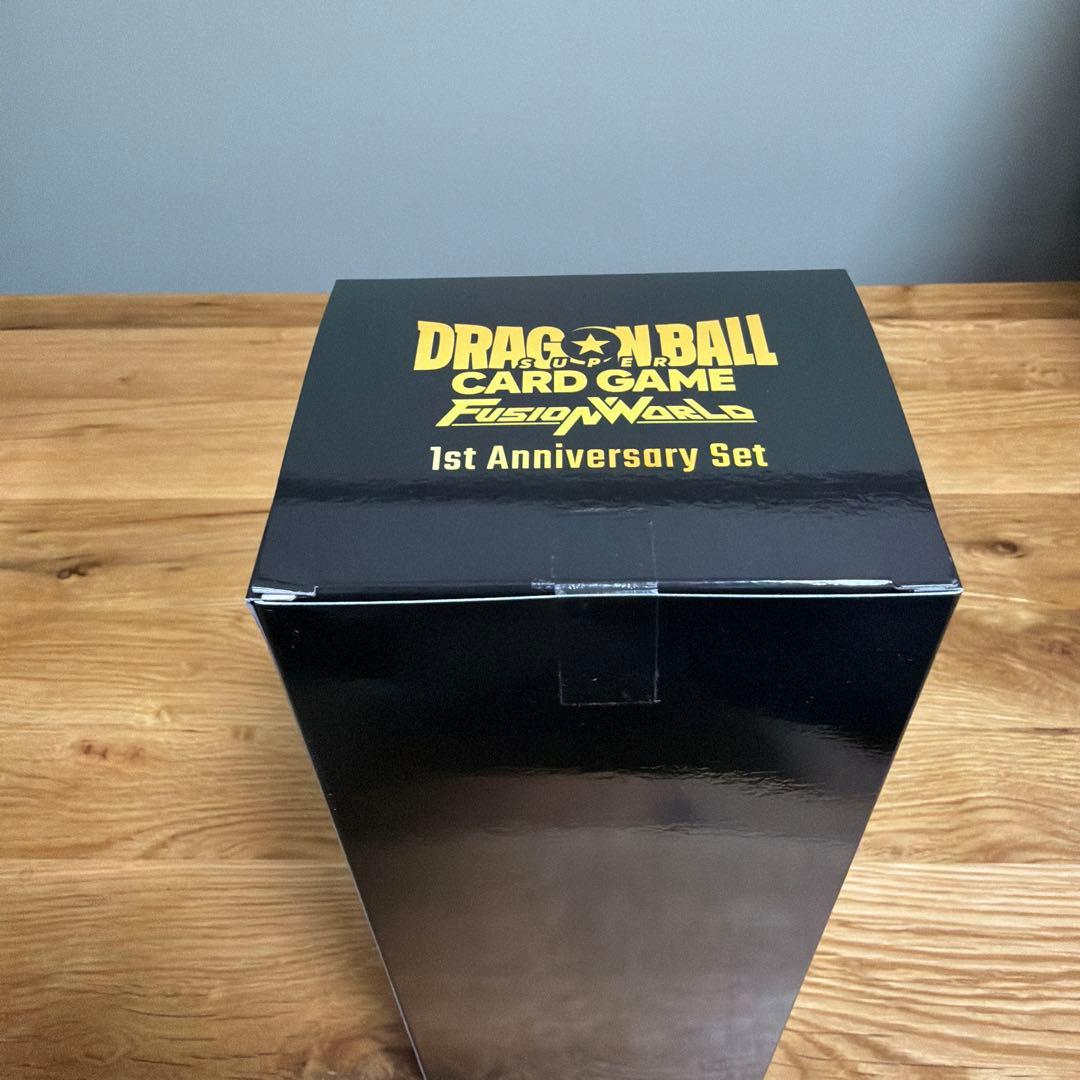 DRAGON BALL
SUPER
CARD GAME
FUSION WORLD
1st Anniversary Set